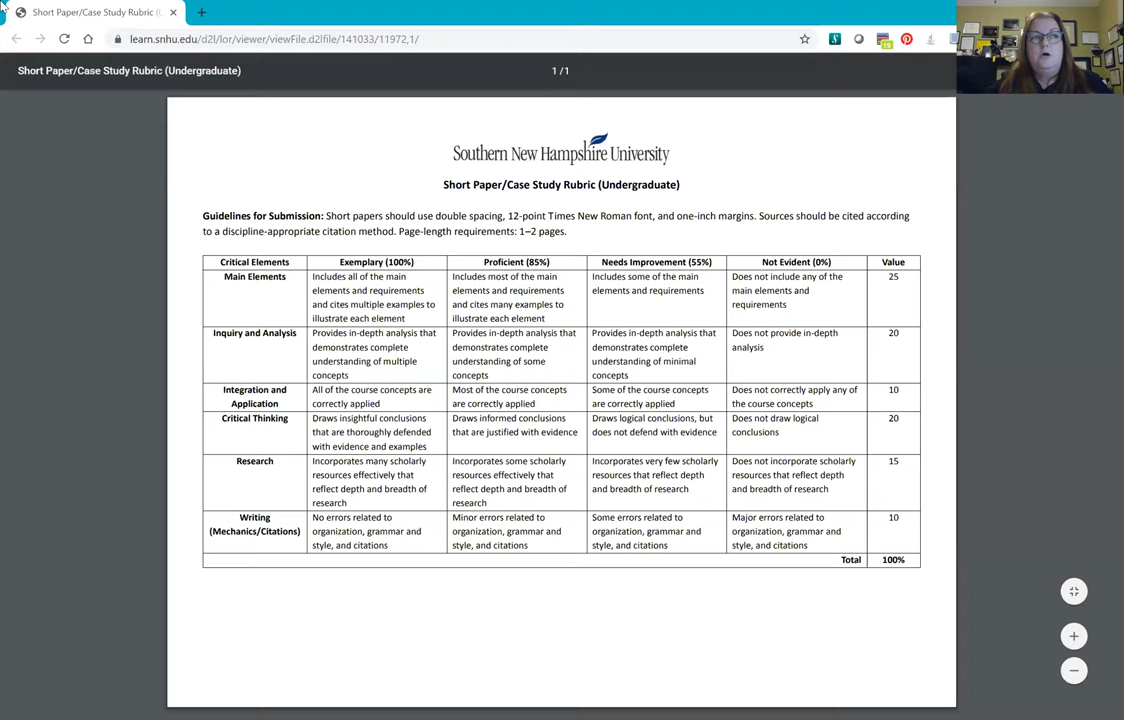 Short Paper/Case Study Rubric (U
learn.snhu.edu/d2l/lor/viewer/viewFile.d2lfile/141033/11972,1/
19
Short Paper/Case Study Rubric (Undergraduate)
1 / 1
Southern New Hampshire University
Short Paper/Case Study Rubric (Undergraduate)
Guidelines for Submission: Short papers should use double spacing, 12-point Times New Roman font, and one-inch margins. Sources should be cited according
to a discipline-appropriate citation method. Page-length requirements: 1–2 pages.
Critical Elements Exemplary (100%) Proficient (85%) Needs Improvement (55%) Not Evident (0%) Value
Main Elements Includes all of the main Includes most of the main Includes some of the main Does not include any of the 25
elements and requirements elements and requirements elements and requirements main elements and
and cites multiple examples to and cites many examples to requirements
illustrate each element illustrate each element
Inquiry and Analysis Provides in-depth analysis that Provides in-depth analysis that Provides in-depth analysis that Does not provide in-depth 20
demonstrates complete demonstrates complete demonstrates complete analysis
understanding of multiple understanding of some understanding of minimal
concepts concepts concepts
Integration and All of the course concepts are Most of the course concepts Some of the course concepts Does not correctly apply any of 10
Application correctly applied are correctly applied are correctly applied the course concepts
Critical Thinking Draws insightful conclusions Draws informed conclusions Draws logical conclusions, but Does not draw logical 20
that are thoroughly defended that are justified with evidence does not defend with evidence conclusions
with evidence and examples
Research Incorporates many scholarly Incorporates some scholarly Incorporates very few scholarly Does not incorporate scholarly 15
resources effectively that resources effectively that resources that reflect depth resources that reflect depth
reflect depth and breadth of reflect depth and breadth of and breadth of research and breadth of research
research research
Writing No errors related to Minor errors related to Some errors related to Major errors related to 10
(Mechanics/Citations) organization, grammar and organization, grammar and organization, grammar and organization, grammar and
style, and citations style, and citations style, and citations style, and citations
Total 100%